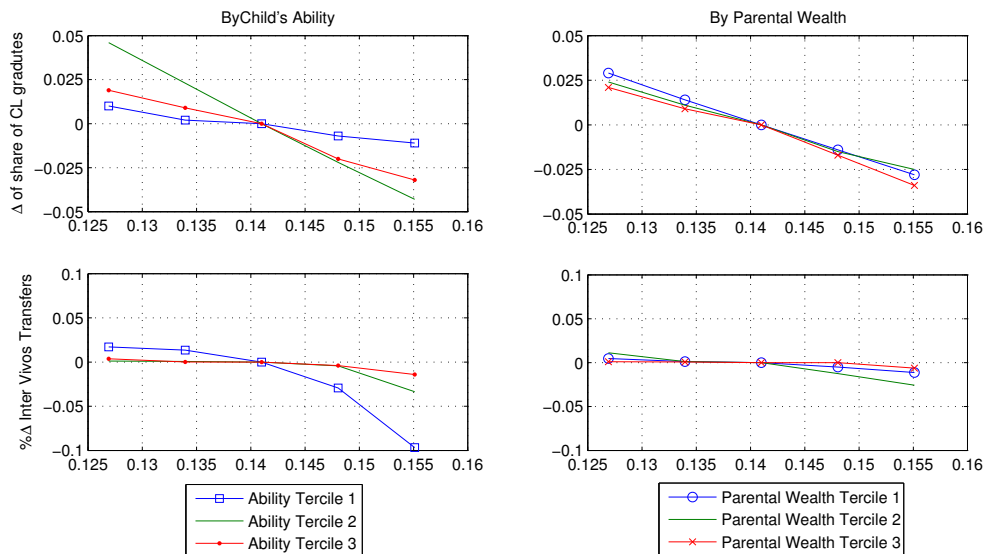 ByChild's Ability
By Parental Wealth
Δ of share of CL gradutes
0.05
0.025
0
−0.025
−0.05
0.125 0.13 0.135 0.14 0.145 0.15 0.155 0.16
0.05
0.025
0
−0.025
−0.05
0.125 0.13 0.135 0.14 0.145 0.15 0.155 0.16
%Δ Inter Vivos Transfers
0.1
0.05
0
−0.05
−0.1
0.125 0.13 0.135 0.14 0.145 0.15 0.155 0.16
0.1
0.05
0
−0.05
−0.1
0.125 0.13 0.135 0.14 0.145 0.15 0.155 0.16
Ability Tercile 1
Ability Tercile 2
Ability Tercile 3
Parental Wealth Tercile 1
Parental Wealth Tercile 2
Parental Wealth Tercile 3